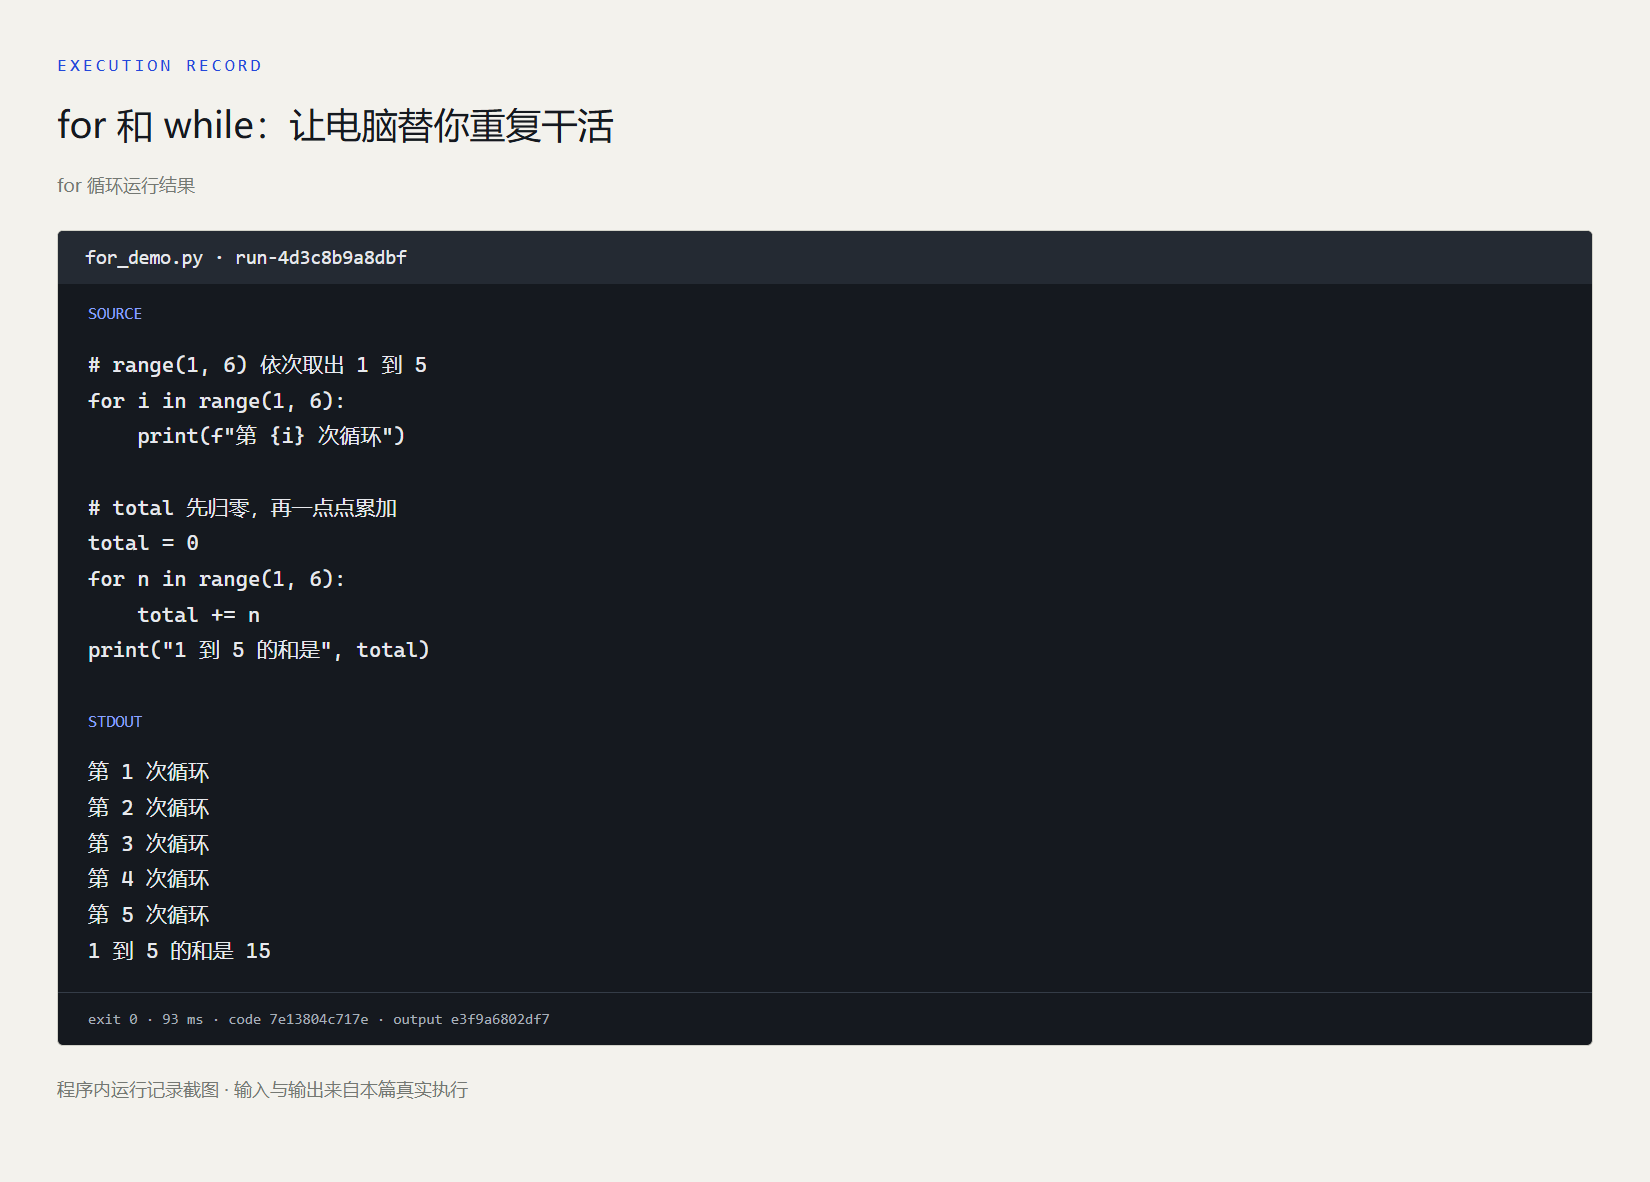 EXECUTION RECORD
for 和 while：让电脑替你重复干活
for 循环运行结果
for_demo.py · run-4d3c8b9a8dbf
SOURCE
# range(1, 6) 依次取出 1 到 5
for i in range(1, 6):
    print(f"第 {i} 次循环")
# total 先归零，再一点点累加
total = 0
for n in range(1, 6):
    total += n
print("1 到 5 的和是", total)
STDOUT
第 1 次循环
第 2 次循环
第 3 次循环
第 4 次循环
第 5 次循环
1 到 5 的和是 15
exit 0 · 93 ms · code 7e13804c717e · output e3f9a6802df7
程序内运行记录截图 · 输入与输出来自本篇真实执行